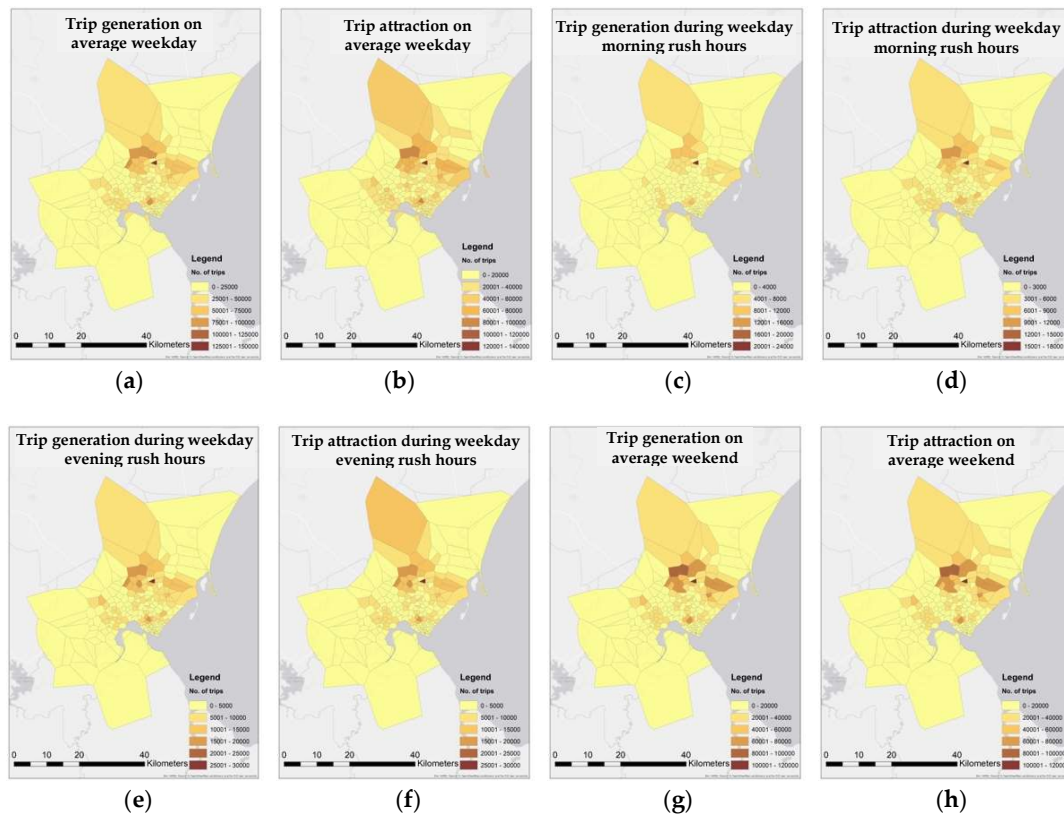 Trip generation on
average weekday
Legend
No. of trips
0 - 25000
25001 - 50000
50001 - 75000
75001 - 100000
100001 - 125000
125001 - 150000
0 10 20 40
Kilometers
(a)
Trip attraction on
average weekday
Legend
No. of trips
0 - 20000
20001 - 40000
40001 - 60000
60001 - 80000
80001 - 100000
100001 - 120000
120001 - 140000
0 10 20 40
Kilometers
(b)
Trip generation during weekday
morning rush hours
Legend
No. of trips
0 - 4000
4001 - 8000
8001 - 12000
12001 - 16000
16001 - 20000
20001 - 24000
0 10 20 40
Kilometers
(c)
Trip attraction during weekday
morning rush hours
Legend
No. of trips
0 - 3000
3001 - 6000
6001 - 9000
9001 - 12000
12001 - 15000
15001 - 18000
0 10 20 40
Kilometers
(d)
Trip generation during weekday
evening rush hours
Legend
No. of trips
0 - 5000
5001 - 10000
10001 - 15000
15001 - 20000
20001 - 25000
25001 - 30000
0 10 20 40
Kilometers
(e)
Trip attraction during weekday
evening rush hours
Legend
No. of trips
0 - 5000
5001 - 10000
10001 - 15000
15001 - 20000
20001 - 25000
25001 - 30000
0 10 20 40
Kilometers
(f)
Trip generation on
average weekend
Legend
No. of trips
0 - 20000
20001 - 40000
40001 - 60000
60001 - 80000
80001 - 100000
100001 - 120000
0 10 20 40
Kilometers
(g)
Trip attraction on
average weekend
Legend
No. of trips
0 - 20000
20001 - 40000
40001 - 60000
60001 - 80000
80001 - 100000
100001 - 120000
0 10 20 40
Kilometers
(h)